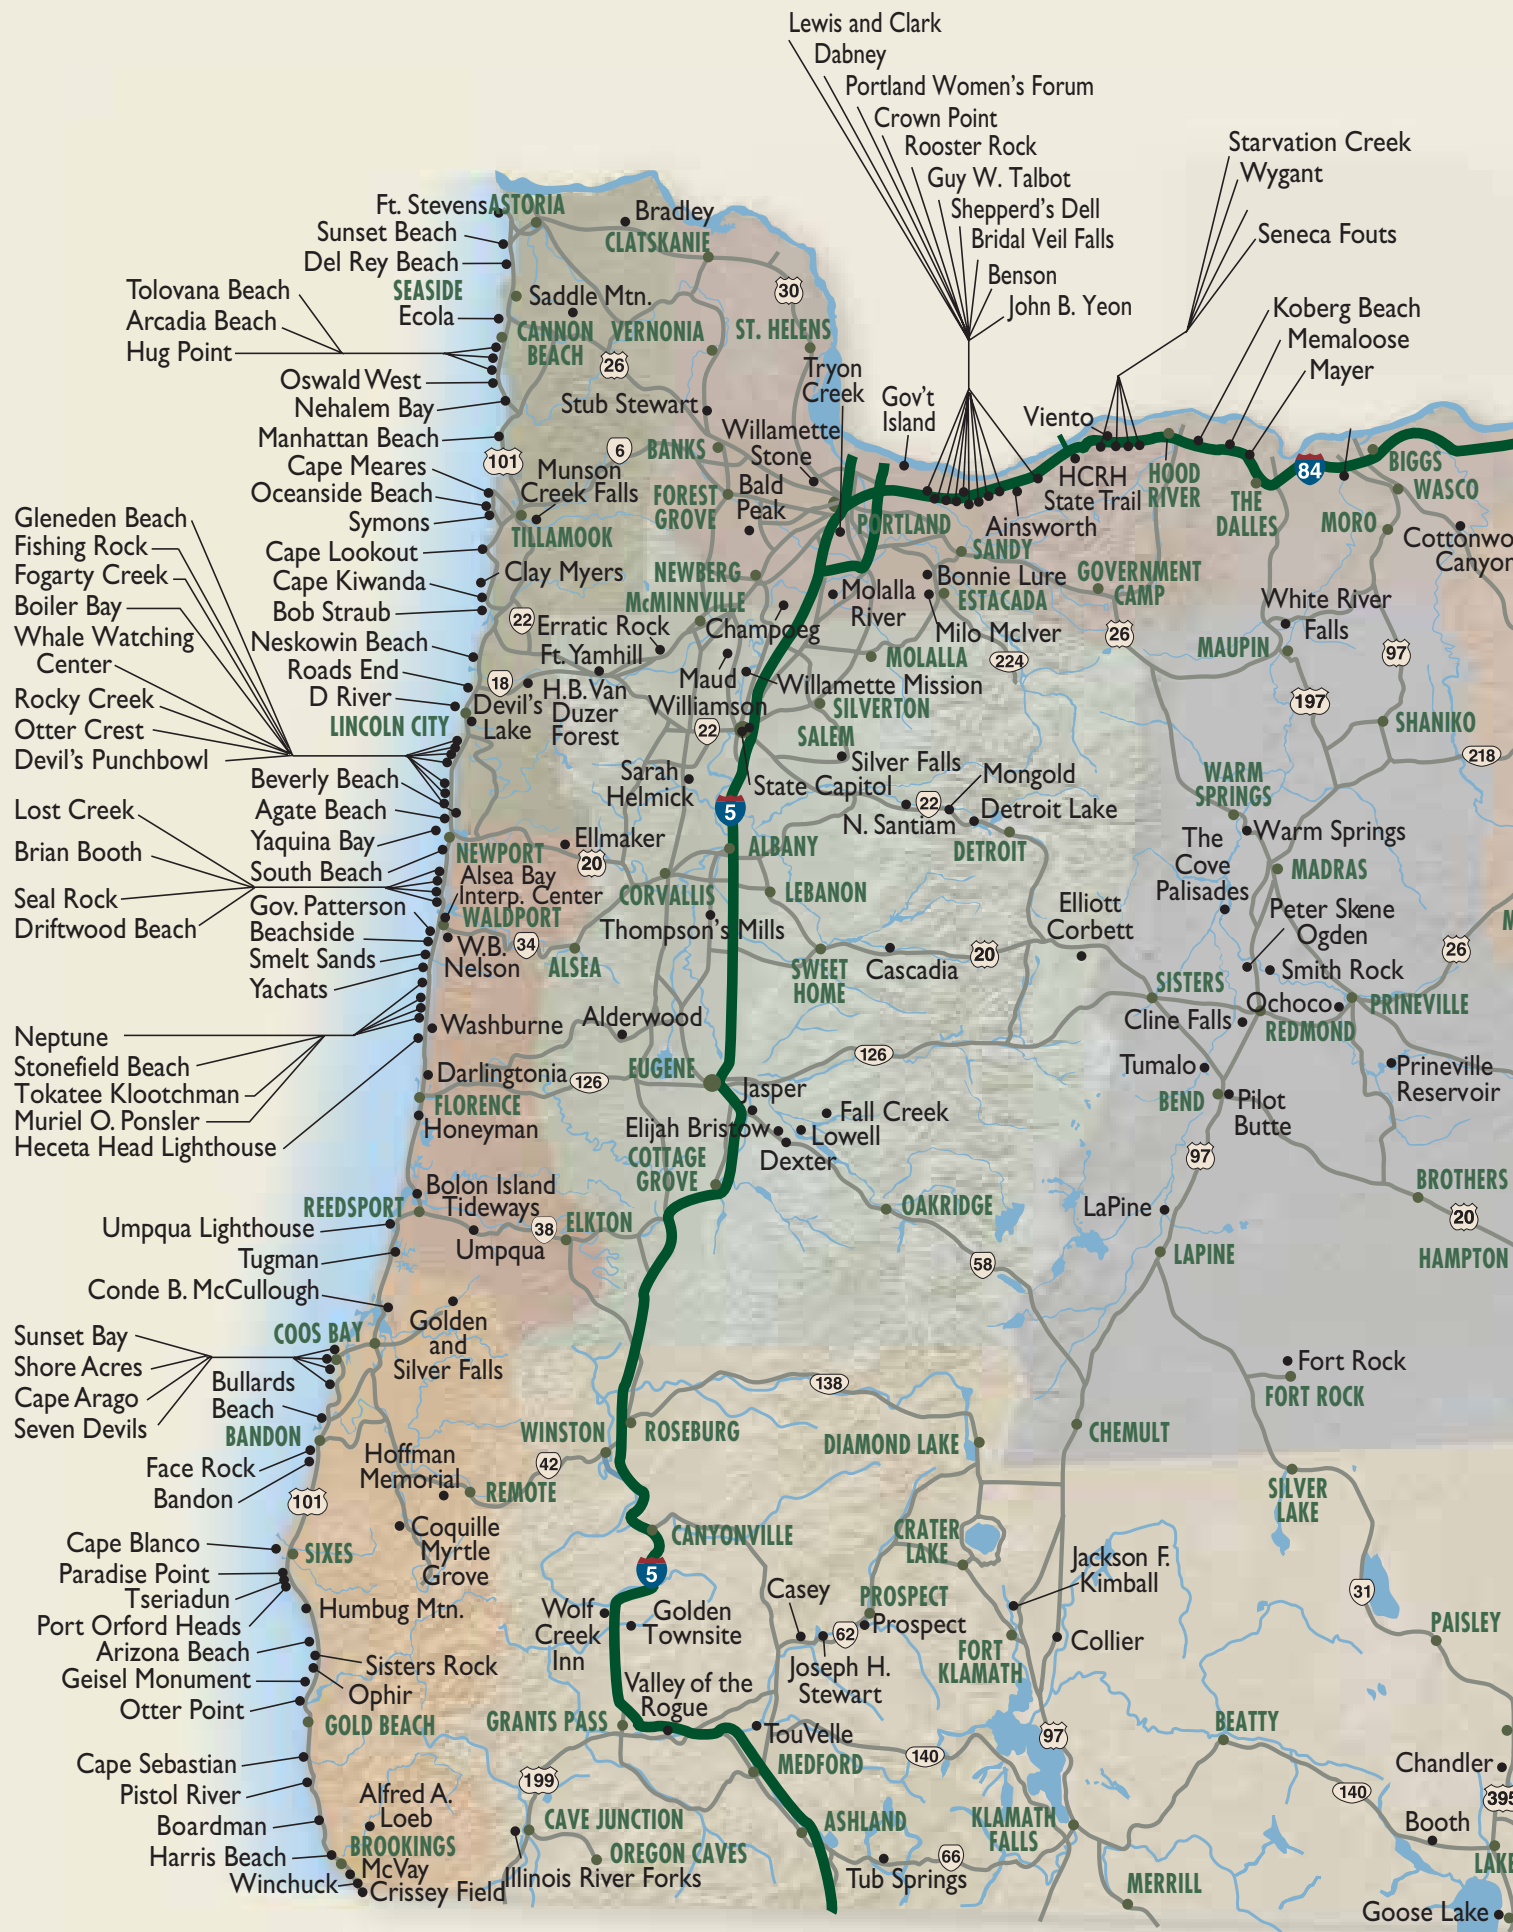 Lewis and Clark
Dabney
Portland Women's Forum
Crown Point
Rooster Rock
Guy W. Talbot
Shepperd's Dell
Bridal Veil Falls
Benson
John B. Yeon
Starvation Creek
Wygant
Seneca Fouts
Koberg Beach
Memaloose
Mayer
Ft. Stevens
ASTORIA
Bradley
Sunset Beach
CLATSKANIE
Del Rey Beach
SEASIDE
Saddle Mtn.
30
Tolovana Beach
Arcadia Beach
Hug Point
Ecola
CANNON
BEACH
VERNONIA
ST. HELENS
26
Oswald West
Nehalem Bay
Stub Stewart
Tryon
Creek
Gov't
Island
Viento
Manhattan Beach
Cape Meares
Oceanside Beach
Symons
101
6
BANKS
Willamette
Stone
Munson
Creek Falls
FOREST
GROVE
Bald
Peak
TILLAMOOK
PORTLAND
Ainsworth
HCRH
State Trail
HOOD
RIVER
THE
DALLES
84
BIGGS
WASCO
MORO
Cottonwo
Canyon
Gleneden Beach
Fishing Rock
Fogarty Creek
Boiler Bay
Whale Watching
Center
Rocky Creek
Otter Crest
Devil's Punchbowl
Cape Lookout
Cape Kiwanda
Bob Straub
Clay Myers
NEWBERG
McMINNVILLE
SANDY
Bonnie Lure
ESTACADA
GOVERNMENT
CAMP
Molalla
River
Milo McIver
White River
Falls
Neskowin Beach
Roads End
D River
LINCOLN CITY
22
Erratic Rock
Ft. Yamhill
Champoeg
26
MAUPIN
97
MOLALLA
224
18
Devil's
Lake
H.B. Van
Duzer
Forest
Maud
Williamson
Willamette Mission
SILVERTON
197
SHANIKO
22
SALEM
218
Beverly Beach
Agate Beach
Yaquina Bay
South Beach
Sarah
Helmick
State Capitol
Silver Falls
N. Santiam
22
Mongold
Detroit Lake
DETROIT
WARM
SPRINGS
Warm Springs
5
Lost Creek
Brian Booth
Seal Rock
Driftwood Beach
Ellmaker
20
NEWPORT
ALBANY
LEBANON
CORVALLIS
The
Cove
Palisades
MADRAS
Alsea Bay
Interp. Center
Gov. Patterson
Beachside
Smelt Sands
Yachats
WALDPORT
W.B.
Nelson
34
ALSEA
Thompson's Mills
SWEET
HOME
Cascadia
20
Elliott
Corbett
Peter Skene
Ogden
26
M
Smith Rock
SISTERS
Ochoco
PRINEVILLE
Cline Falls
REDMOND
Neptune
Stonefield Beach
Tokatee Klootchman
Muriel O. Ponsler
Heceta Head Lighthouse
Washburne
Alderwood
Darlingtonia
126
EUGENE
126
Tumalo
Prineville
Reservoir
FLORENCE
Honeyman
Jasper
Fall Creek
Elijah Bristow
Lowell
Dexter
BEND
Pilot
Butte
COTTAGE
GROVE
97
BROTHERS
20
HAMPTON
Bolon Island
Tideways
REEDSPORT
Umpqua Lighthouse
Tugman
Umpqua
38
ELKTON
OAKRIDGE
58
LaPine
LAPINE
Conde B. McCullough
Golden
and
Silver Falls
COOS BAY
Sunset Bay
Shore Acres
Cape Arago
Seven Devils
Bullards
Beach
138
Fort Rock
FORT ROCK
BANDON
Face Rock
Bandon
WINSTON
ROSEBURG
DIAMOND LAKE
CHEMULT
Hoffman
Memorial
42
REMOTE
SILVER
LAKE
101
Coquille
Myrtle
Grove
CANYONVILLE
5
CRATER
LAKE
Cape Blanco
SIXES
Paradise Point
Tseriadun
Port Orford Heads
Humbug Mtn.
Jackson F.
Kimball
31
Wolf
Creek
Inn
Golden
Townsite
Casey
PROSPECT
Prospect
62
FORT
KLAMATH
Collier
PAISLEY
Arizona Beach
Geisel Monument
Otter Point
Sisters Rock
Ophir
Joseph H.
Stewart
GOLD BEACH
Valley of the
Rogue
GRANTS PASS
TouVelle
97
BEATTY
Cape Sebastian
Pistol River
Boardman
Harris Beach
Winchuck
199
MEDFORD
140
Chandler
140
395
Alfred A.
Loeb
BROOKINGS
McVay
Crissey Field
CAVE JUNCTION
OREGON CAVES
Illinois River Forks
ASHLAND
66
Tub Springs
KLAMATH
FALLS
Booth
LAKE
MERRILL
Goose Lake